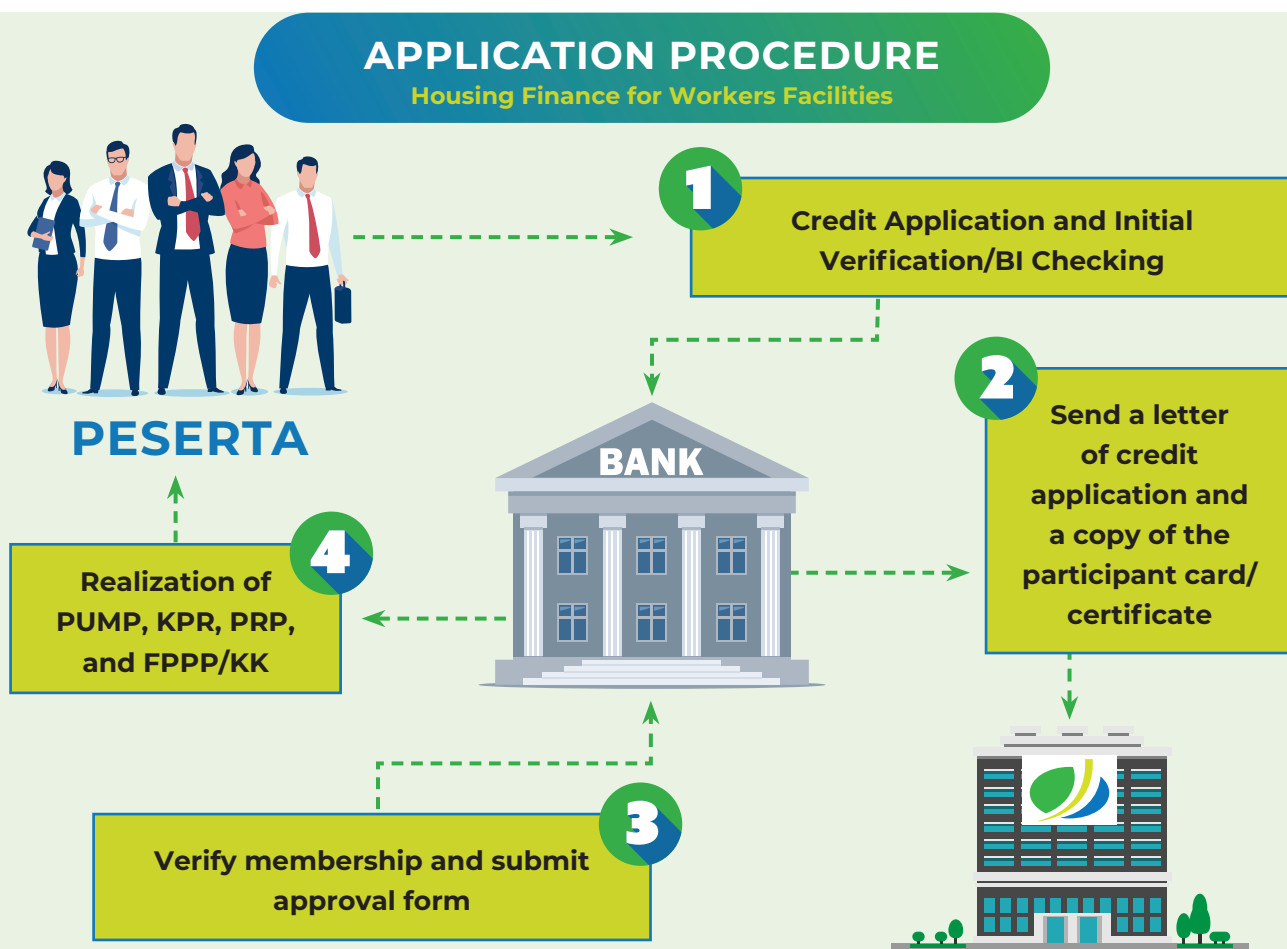 APPLICATION PROCEDURE
Housing Finance for Workers Facilities
1
Credit Application and Initial
Verification/BI Checking
2
Send a letter
of credit
application and
a copy of the
participant card/
certificate
PESERTA
BANK
4
Realization of
PUMP, KPR, PRP,
and FPPP/KK
3
Verify membership and submit
approval form